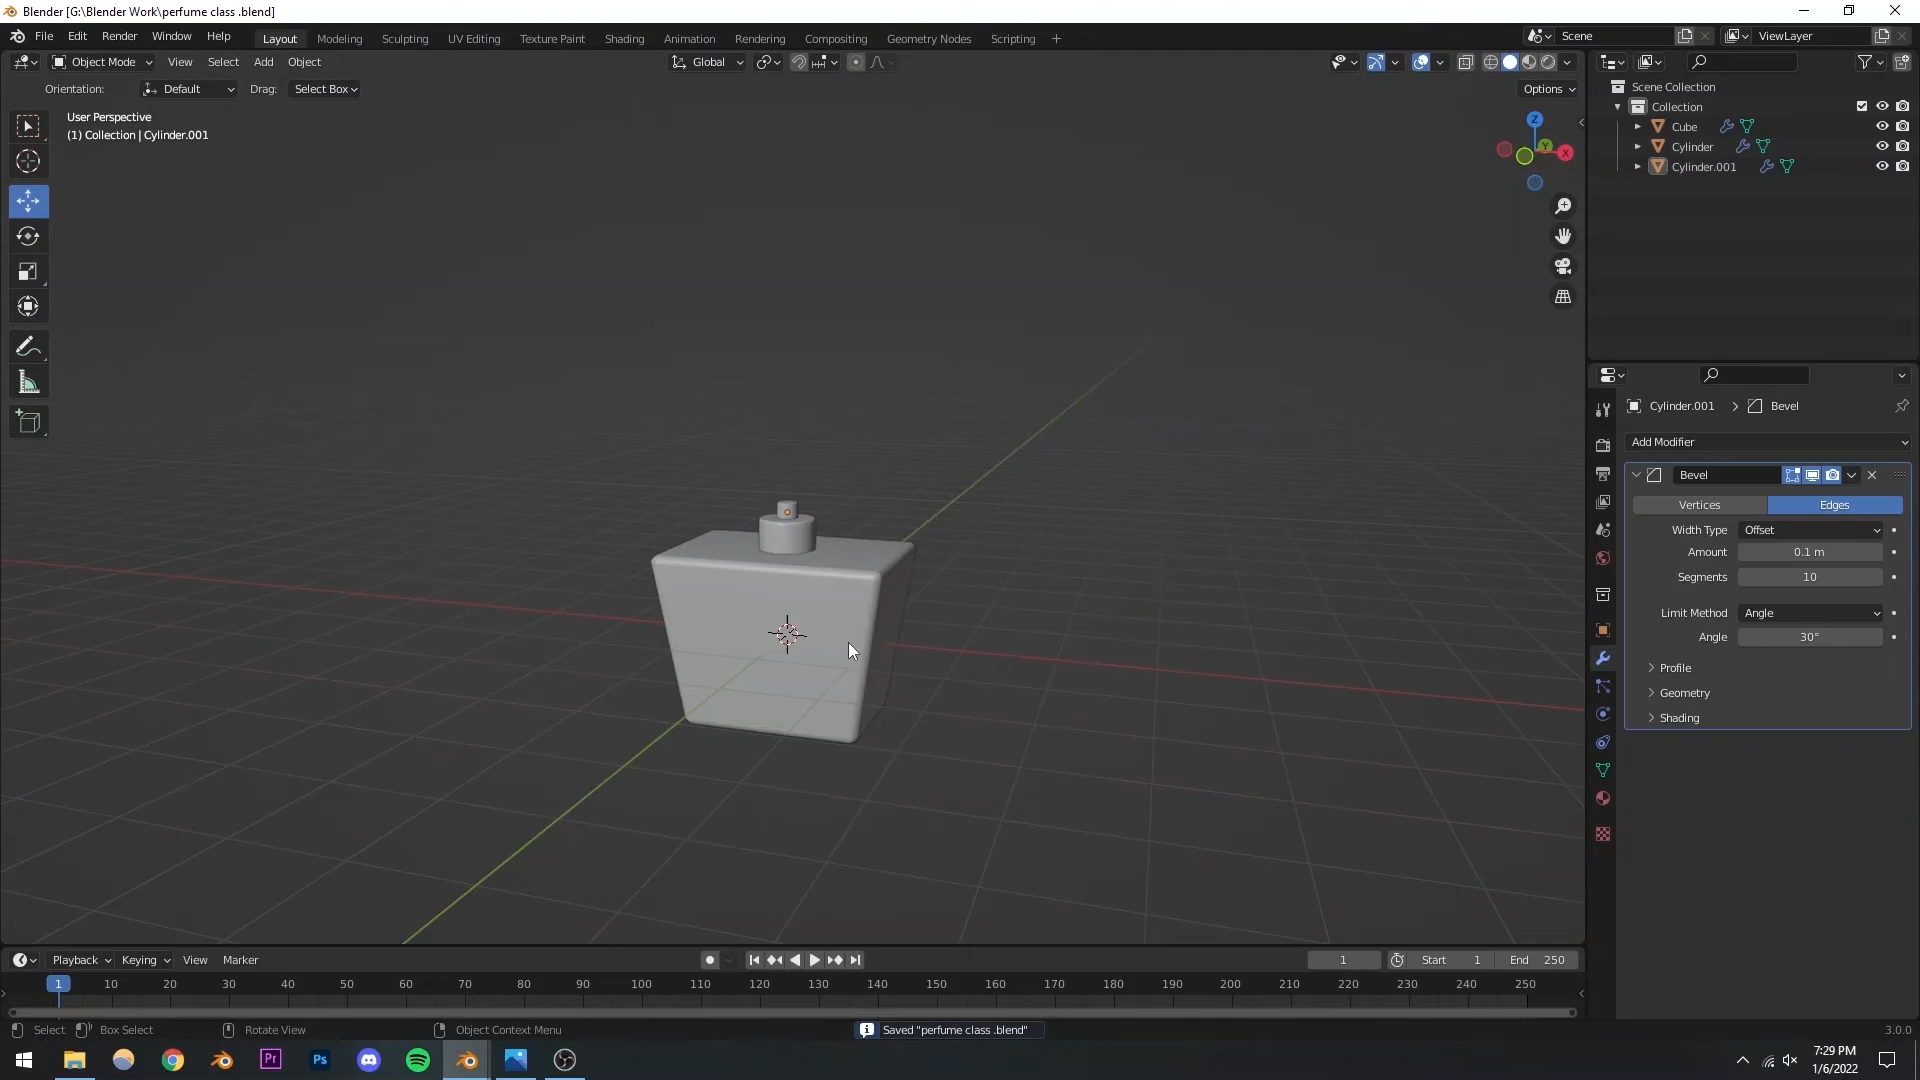 Blender [G:\Blender Work\perfume class .blend]
File Edit Render Window Help Layout Modeling Sculpting UV Editing Texture Paint Shading Animation Rendering Compositing Geometry Nodes Scripting + Scene ViewLayer
Object Mode View Select Add Object Global
Orientation: Default Drag: Select Box Options
User Perspective
(1) Collection | Cylinder.001
Z
Y
X
Scene Collection
Collection
Cube
Cylinder
Cylinder.001
Cylinder.001 > Bevel
Add Modifier
Bevel
Vertices Edges
Width Type Offset
Amount 0.1 m
Segments 10
Limit Method Angle
Angle 30°
Profile
Geometry
Shading
Playback Keying View Marker 1 Start 1 End 250
1 10 20 30 40 50 60 70 80 90 100 110 120 130 140 150 160 170 180 190 200 210 220 230 240 250
Select Box Select Rotate View Object Context Menu Saved "perfume class .blend" 3.0.0
Pr Ps
7:29 PM
1/6/2022